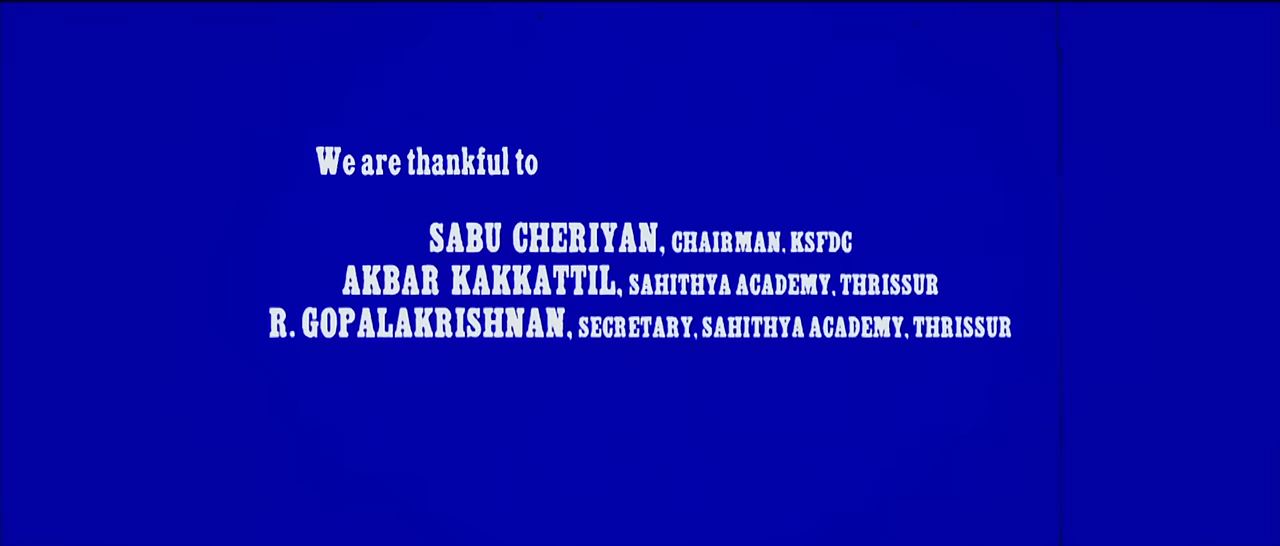 We are thankful to
SABU CHERIYAN, CHAIRMAN, KSFDC
AKBAR KAKKATTIL, SAHITHYA ACADEMY, THRISSUR
R. GOPALAKRISHNAN, SECRETARY, SAHITHYA ACADEMY, THRISSUR